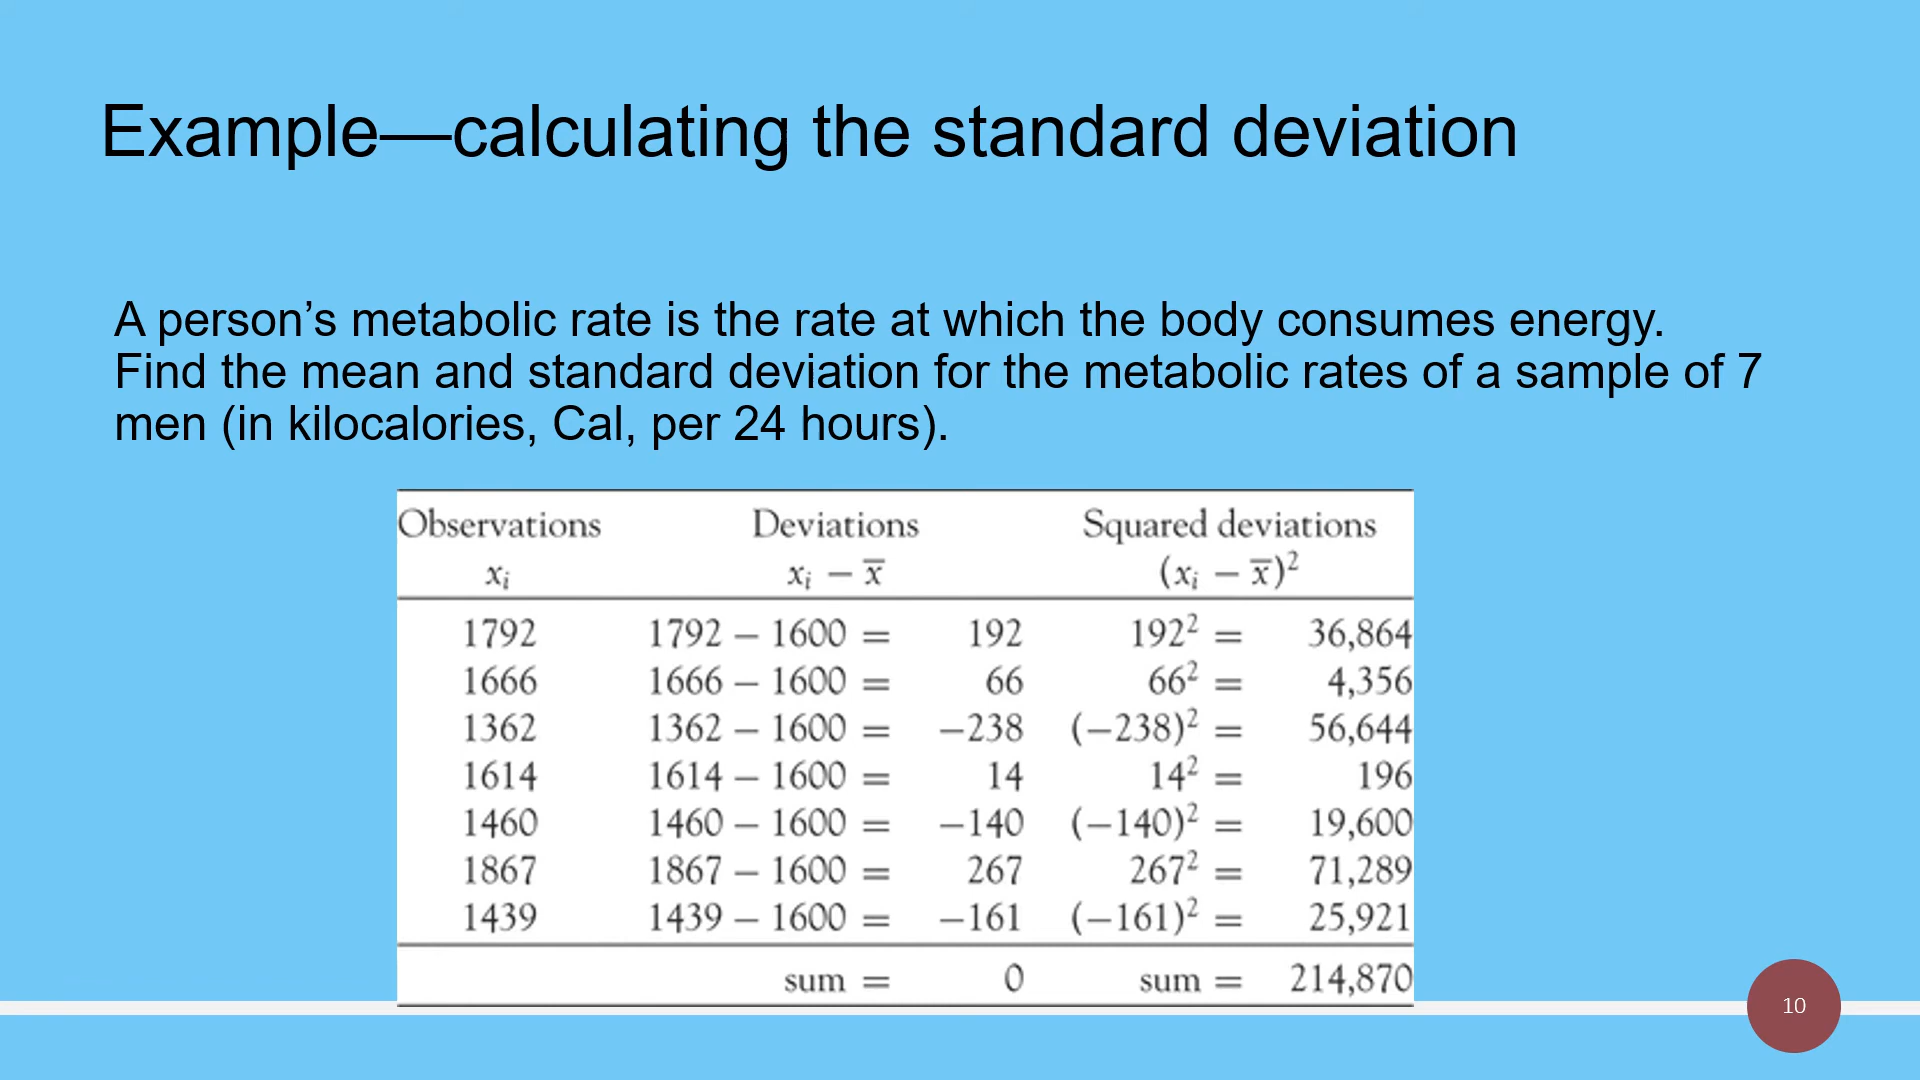 Example—calculating the standard deviation
A person’s metabolic rate is the rate at which the body consumes energy.
Find the mean and standard deviation for the metabolic rates of a sample of 7
men (in kilocalories, Cal, per 24 hours).
Observations Deviations Squared deviations
xᵢ xᵢ − x̅ (xᵢ − x̅)²
1792 1792 − 1600 = 192 192² = 36,864
1666 1666 − 1600 = 66 66² = 4,356
1362 1362 − 1600 = −238 (−238)² = 56,644
1614 1614 − 1600 = 14 14² = 196
1460 1460 − 1600 = −140 (−140)² = 19,600
1867 1867 − 1600 = 267 267² = 71,289
1439 1439 − 1600 = −161 (−161)² = 25,921
sum = 0 sum = 214,870
10